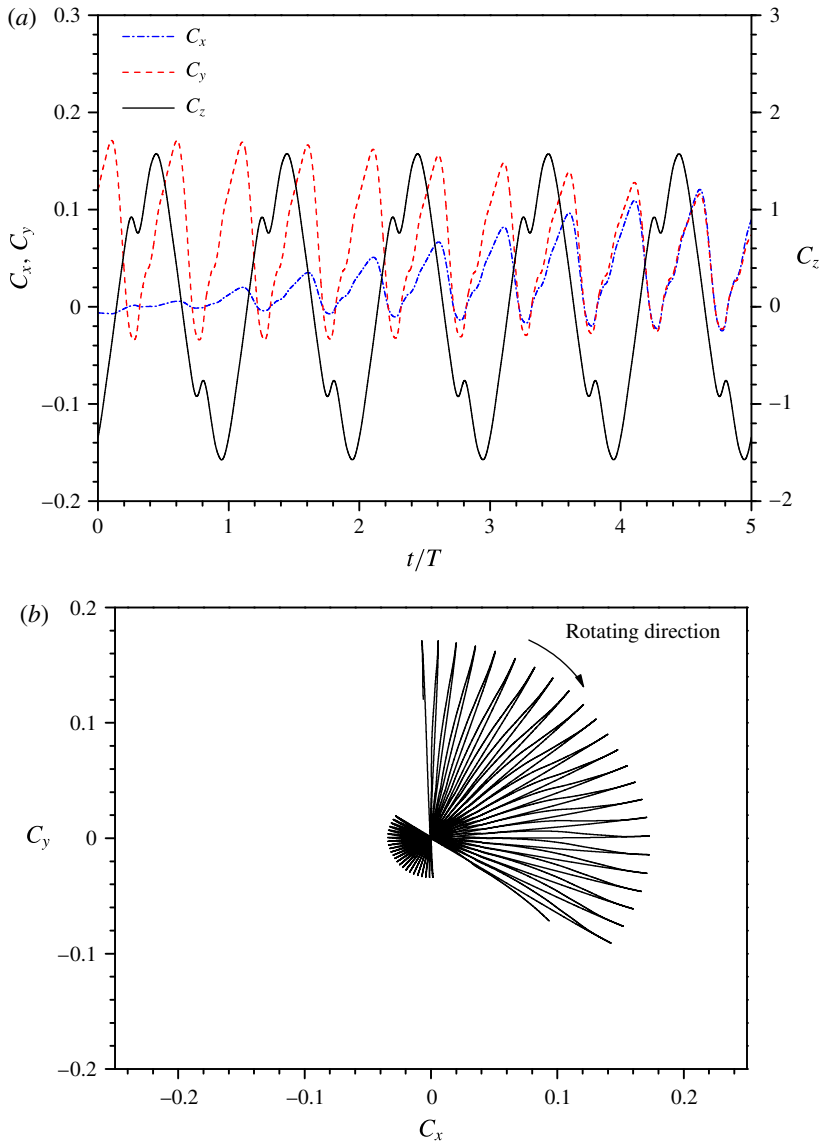 (a)
0.3
0.2
0.1
0
−0.1
−0.2
C_x, C_y
C_x
C_y
C_z
3
2
1
0
−1
−2
C_z
0 1 2 3 4 5
t/T
(b)
0.2
0.1
0
−0.1
−0.2
C_y
Rotating direction
−0.2 −0.1 0 0.1 0.2
C_x